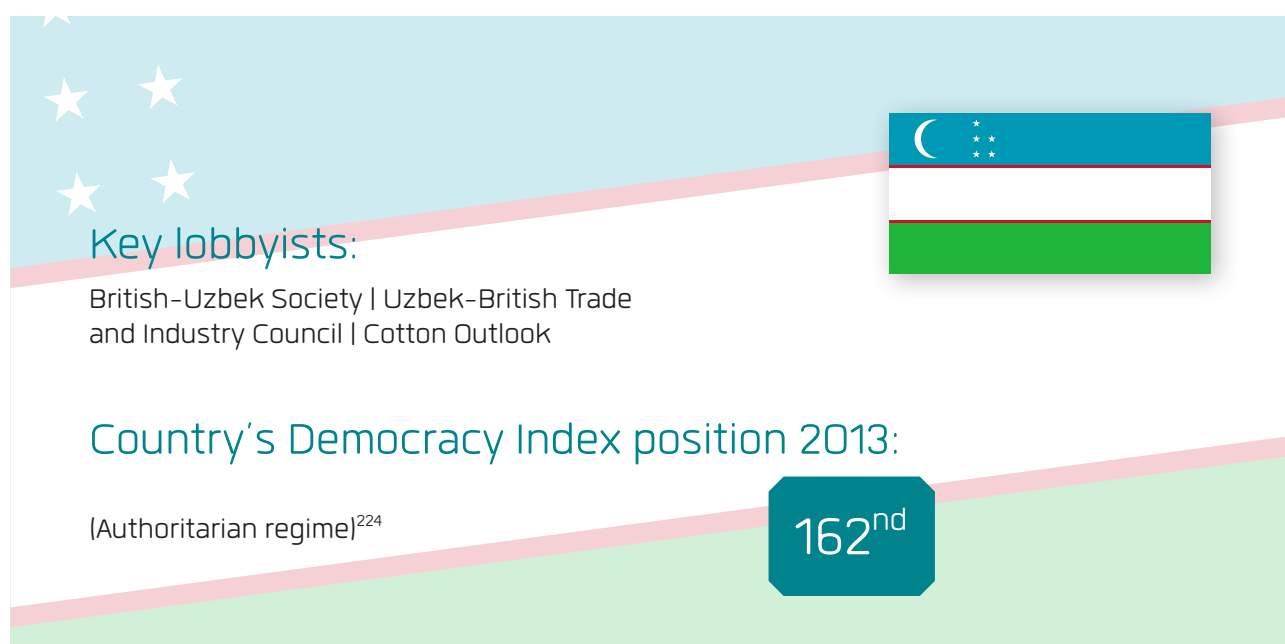 Key lobbyists:
British-Uzbek Society | Uzbek-British Trade
and Industry Council | Cotton Outlook
Country's Democracy Index position 2013:
(Authoritarian regime)224
162nd